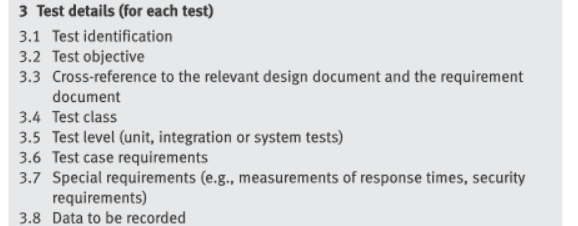 3 Test details (for each test)
3.1 Test identification
3.2 Test objective
3.3 Cross-reference to the relevant design document and the requirement
document
3.4 Test class
3.5 Test level (unit, integration or system tests)
3.6 Test case requirements
3.7 Special requirements (e.g., measurements of response times, security
requirements)
3.8 Data to be recorded